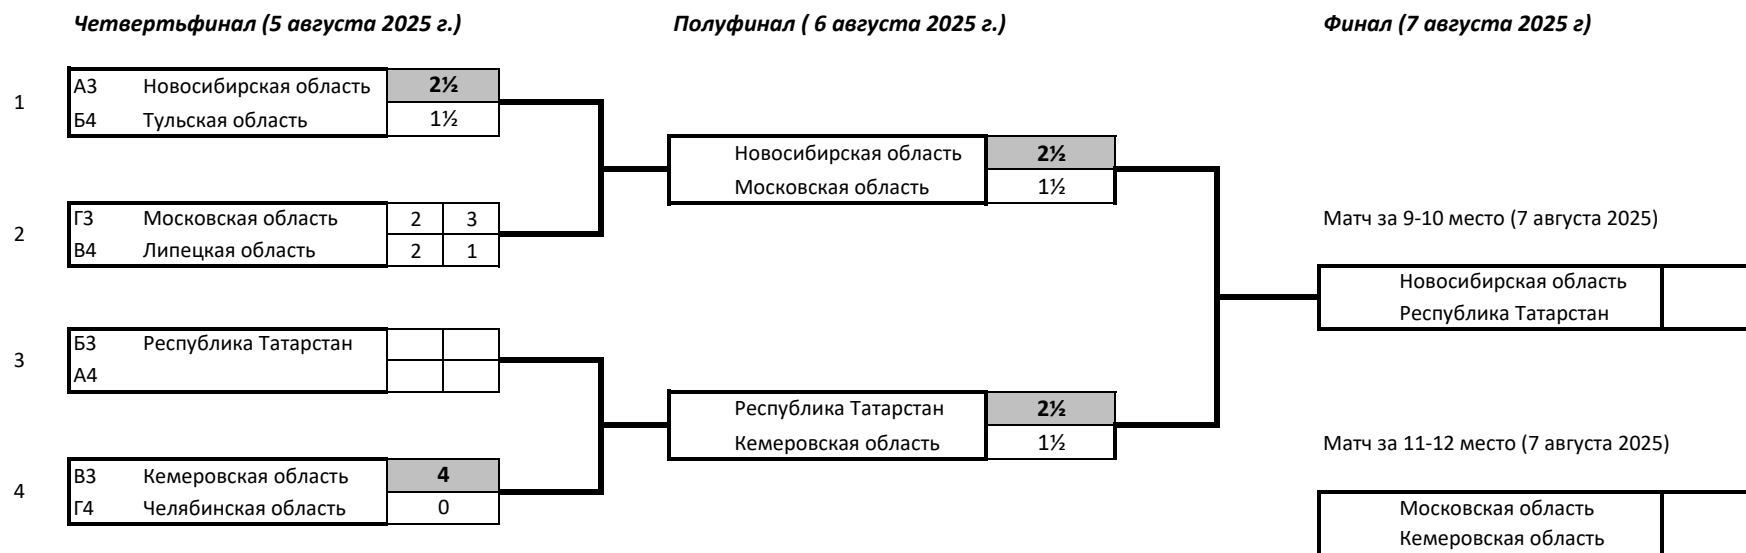 Четвертьфинал (5 августа 2025 г.) Полуфинал ( 6 августа 2025 г.) Финал (7 августа 2025 г)
1
А3 Новосибирская область 2½
Б4 Тульская область 1½
2
Г3 Московская область 2 3
В4 Липецкая область 2 1
3
Б3 Республика Татарстан
А4
4
В3 Кемеровская область 4
Г4 Челябинская область 0
Новосибирская область 2½
Московская область 1½
Республика Татарстан 2½
Кемеровская область 1½
Матч за 9-10 место (7 августа 2025)
Новосибирская область
Республика Татарстан
Матч за 11-12 место (7 августа 2025)
Московская область
Кемеровская область